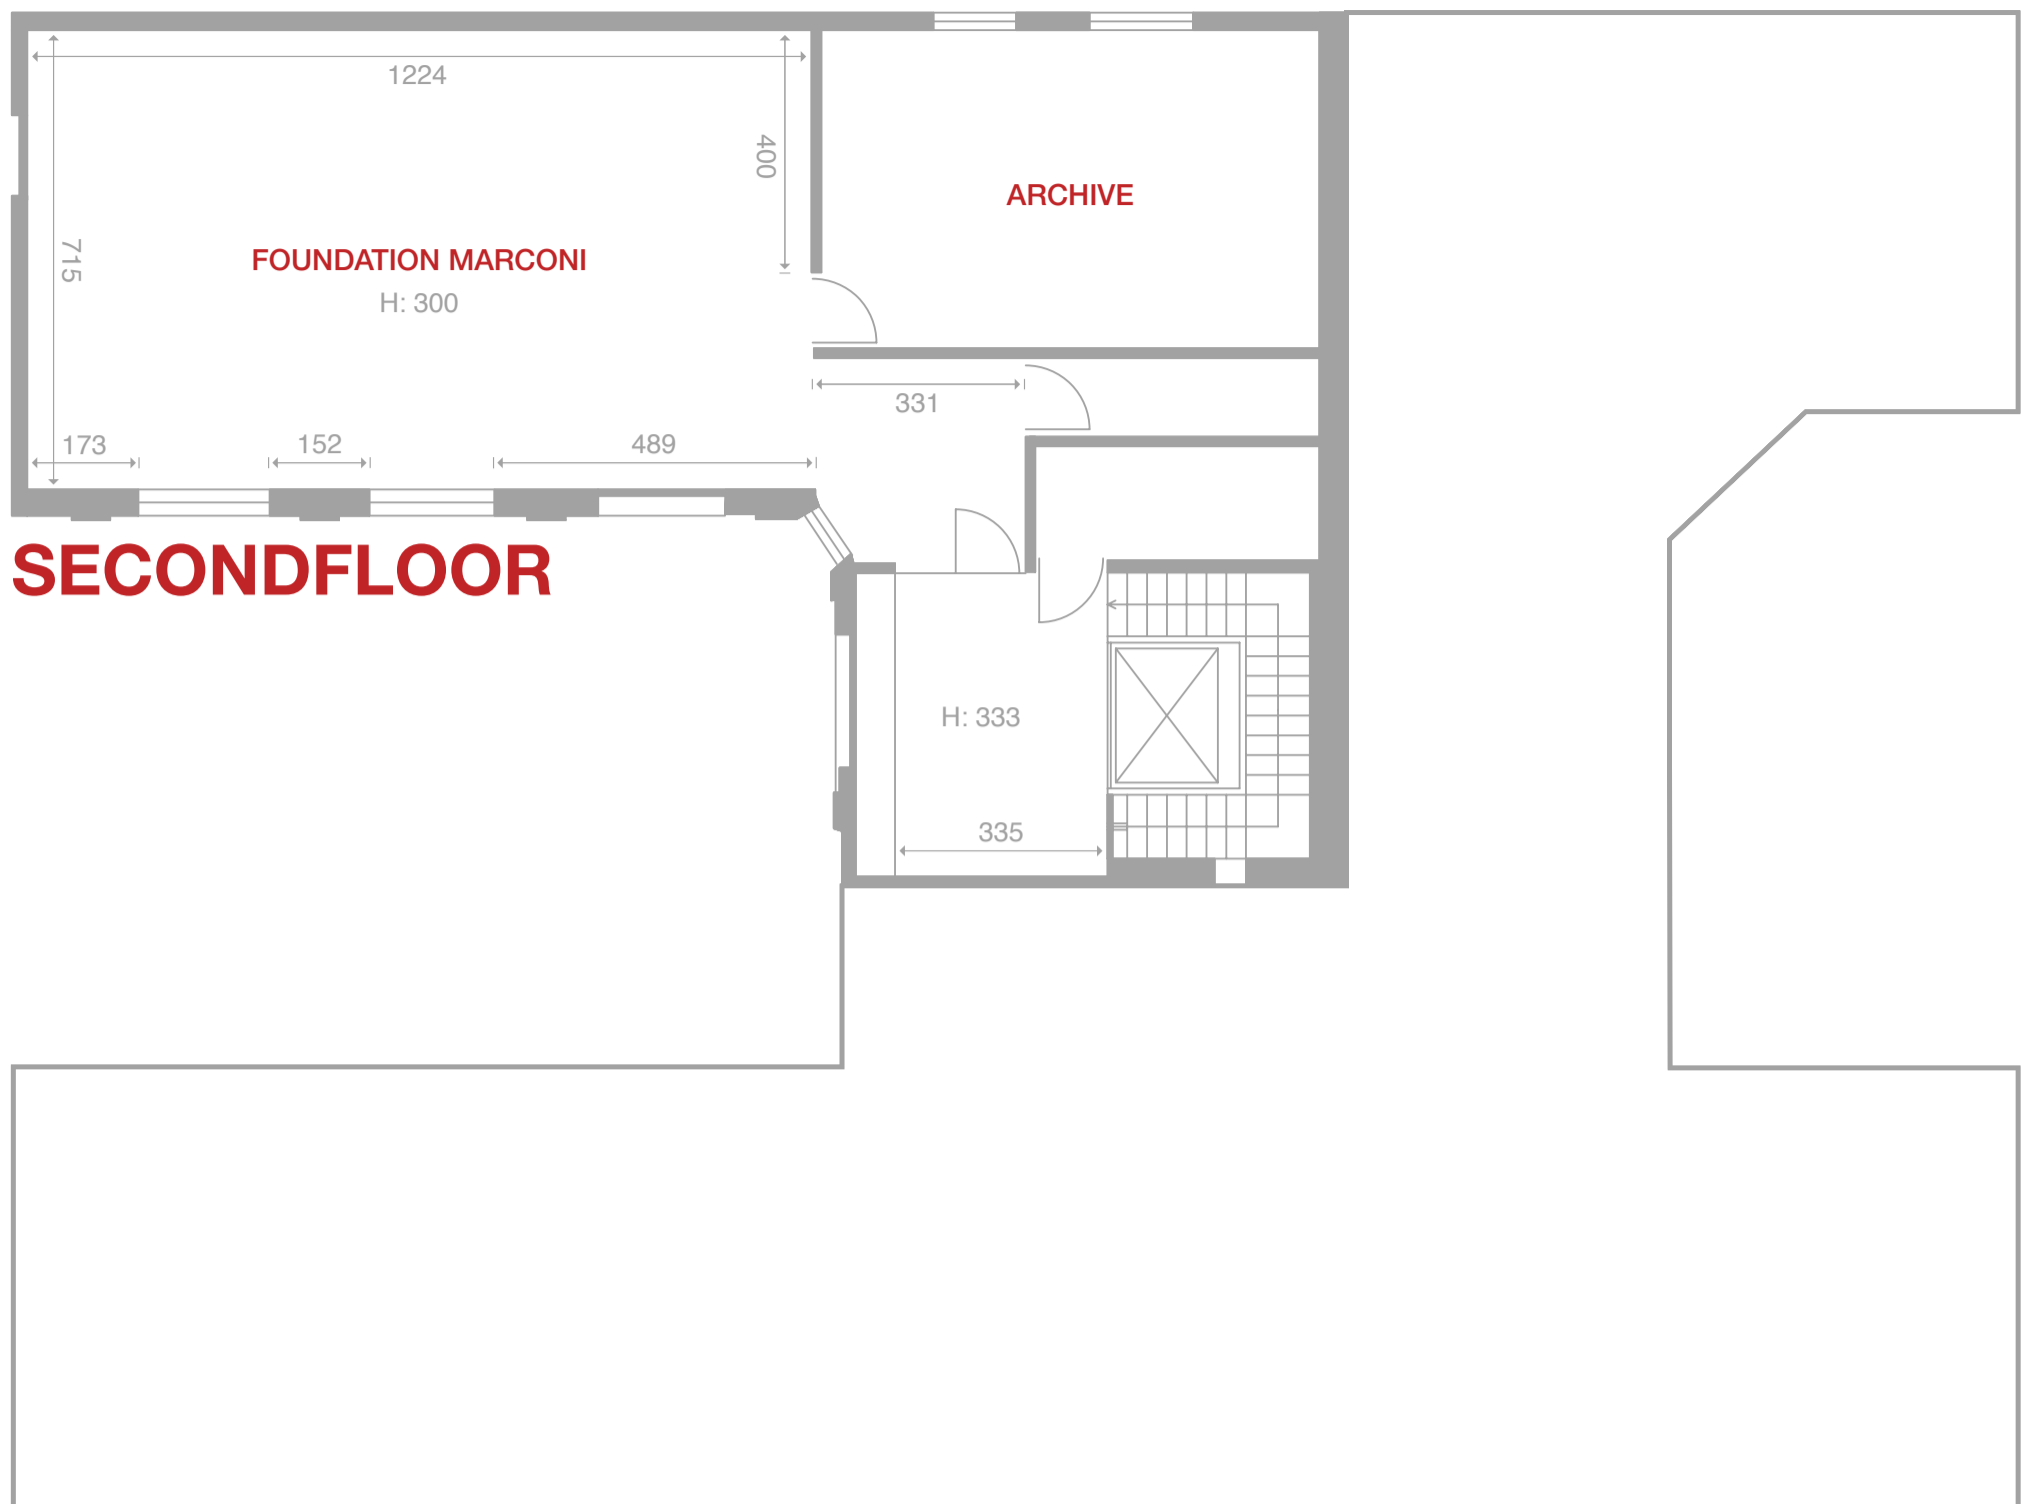 1224
400
ARCHIVE
715
FOUNDATION MARCONI
H: 300
331
173
152
489
SECONDFLOOR
H: 333
335